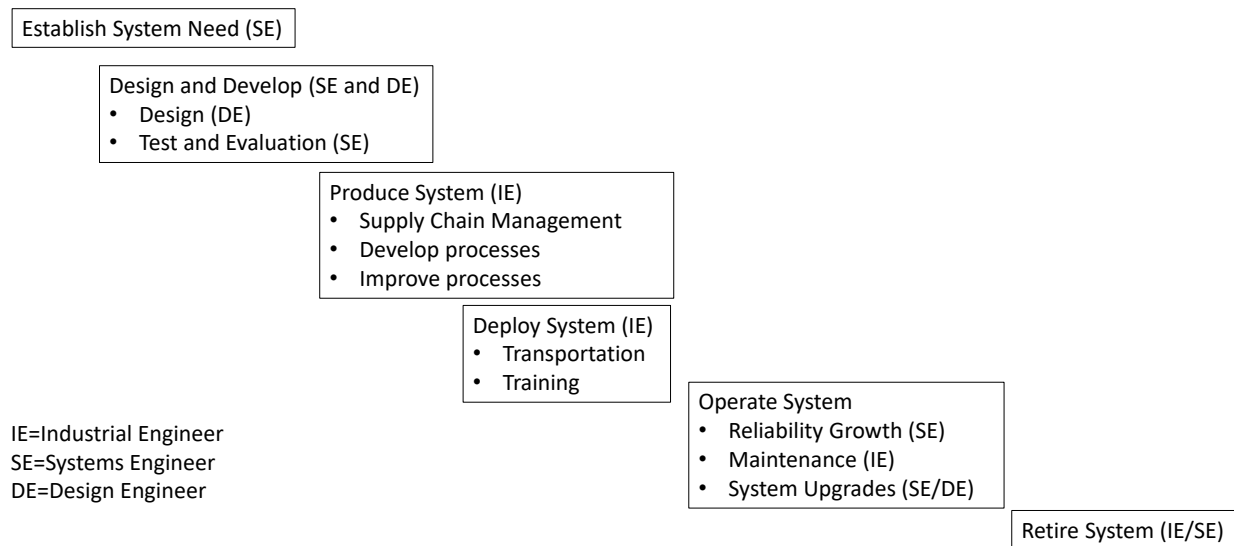 Establish System Need (SE)
Design and Develop (SE and DE)
• Design (DE)
• Test and Evaluation (SE)
Produce System (IE)
• Supply Chain Management
• Develop processes
• Improve processes
Deploy System (IE)
• Transportation
• Training
Operate System
• Reliability Growth (SE)
• Maintenance (IE)
• System Upgrades (SE/DE)
IE=Industrial Engineer
SE=Systems Engineer
DE=Design Engineer
Retire System (IE/SE)